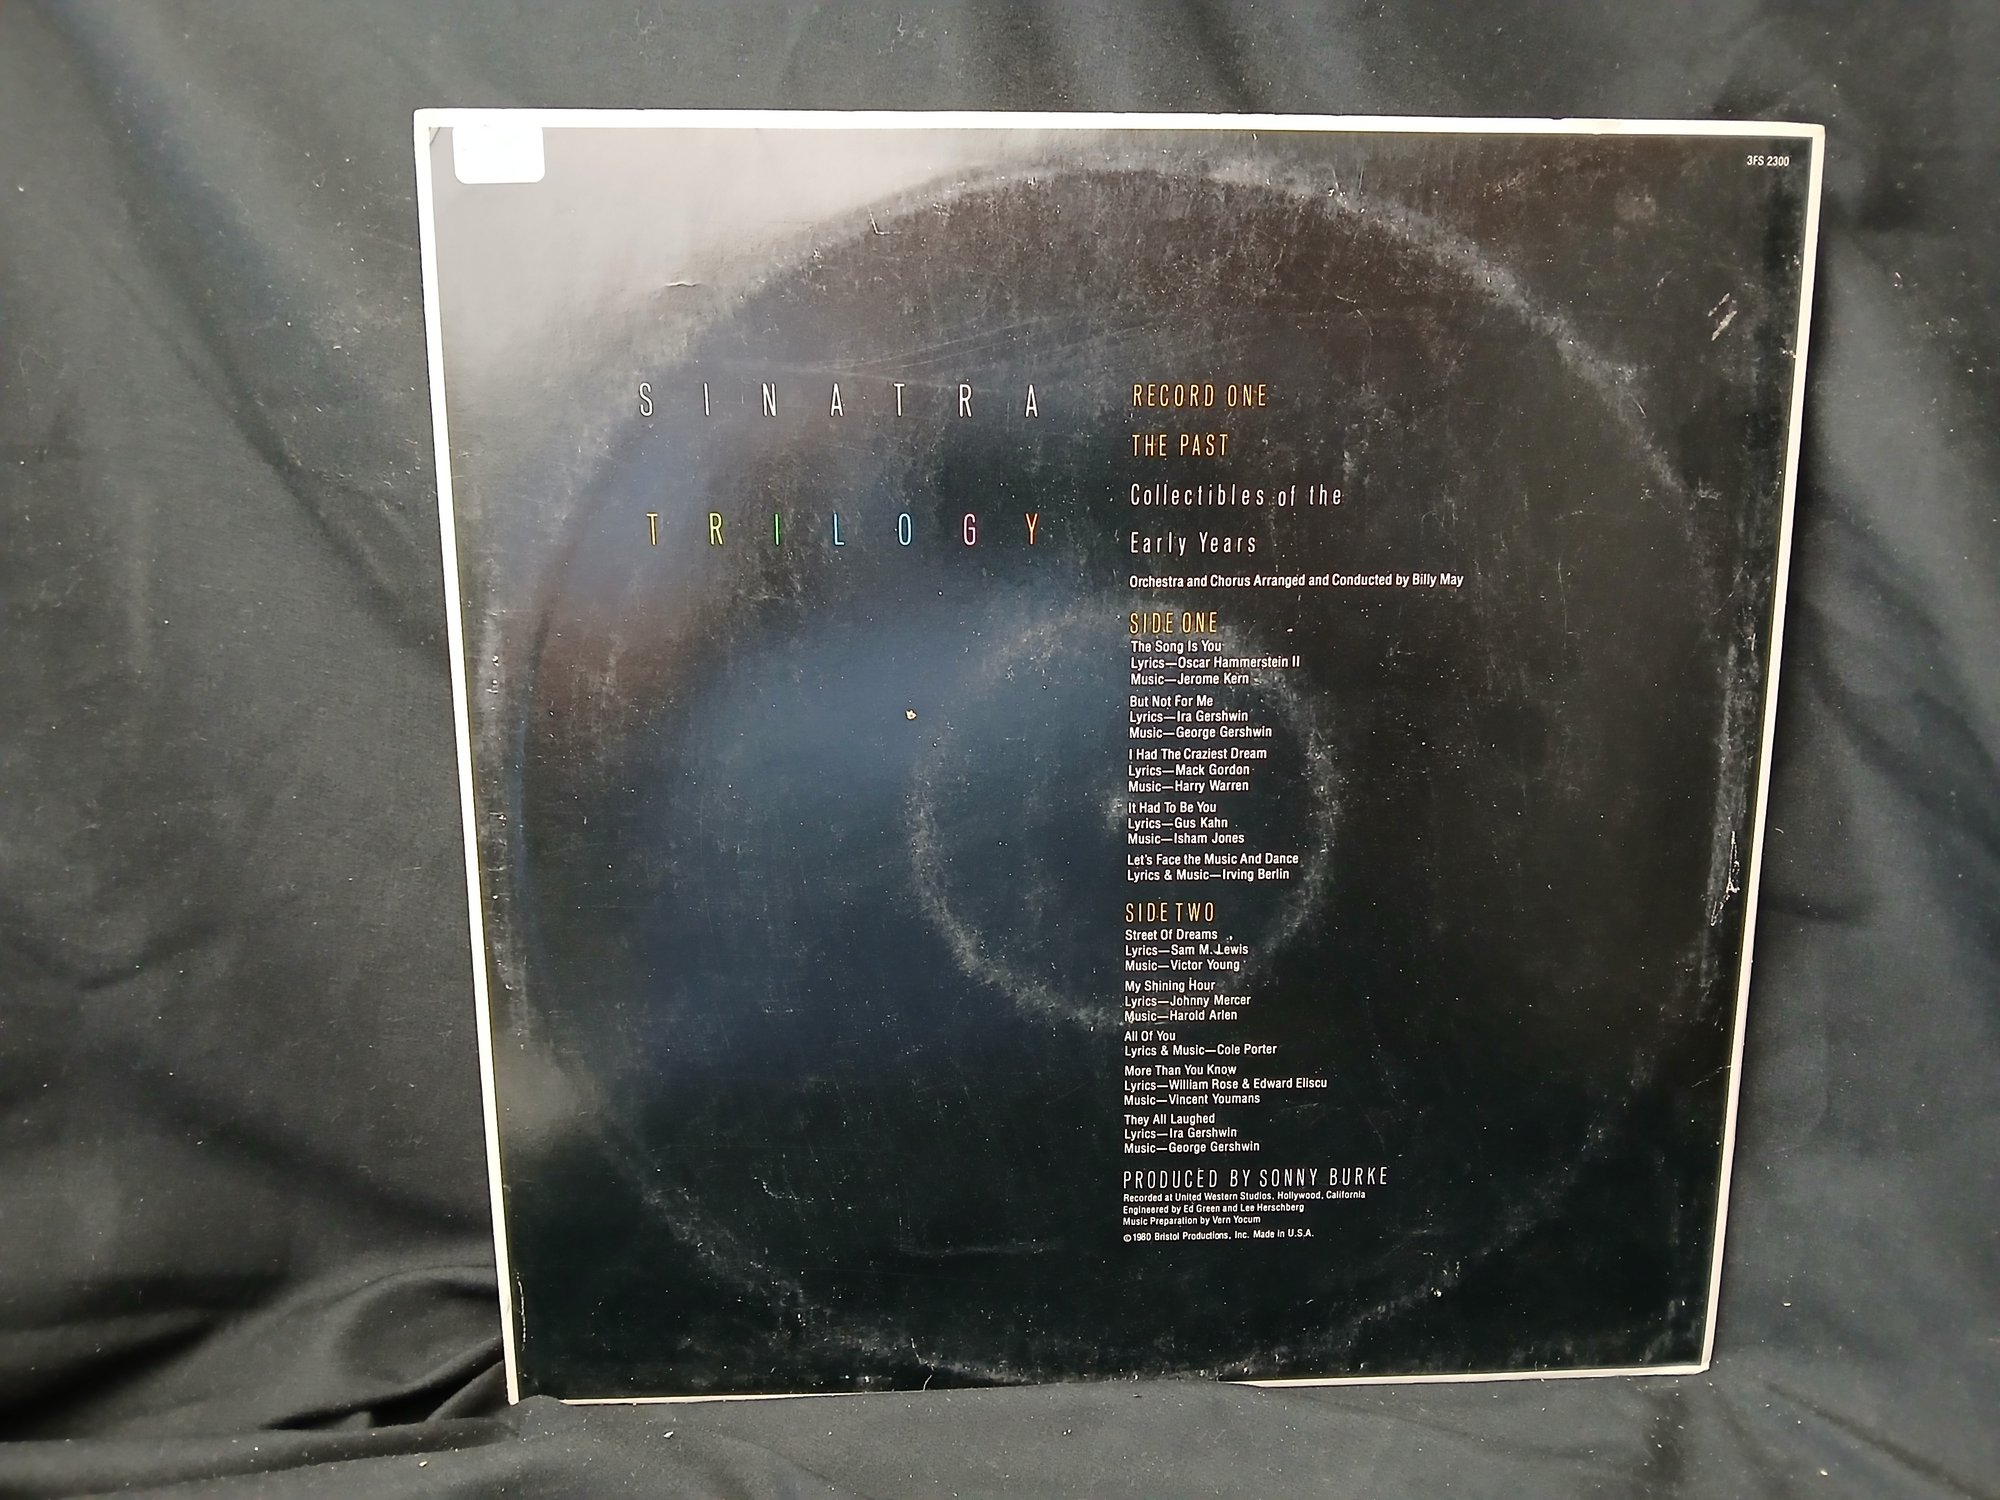 3FS 2300
SINATRA
TRILOGY
RECORD ONE
THE PAST
Collectibles of the
Early Years
Orchestra and Chorus Arranged and Conducted by Billy May
SIDE ONE
The Song Is You
Lyrics—Oscar Hammerstein II
Music—Jerome Kern
But Not For Me
Lyrics—Ira Gershwin
Music—George Gershwin
I Had The Craziest Dream
Lyrics—Mack Gordon
Music—Harry Warren
It Had To Be You
Lyrics—Gus Kahn
Music—Isham Jones
Let's Face the Music And Dance
Lyrics & Music—Irving Berlin
SIDE TWO
Street Of Dreams
Lyrics—Sam M. Lewis
Music—Victor Young
My Shining Hour
Lyrics—Johnny Mercer
Music—Harold Arlen
All Of You
Lyrics & Music—Cole Porter
More Than You Know
Lyrics—William Rose & Edward Eliscu
Music—Vincent Youmans
They All Laughed
Lyrics—Ira Gershwin
Music—George Gershwin
PRODUCED BY SONNY BURKE
Recorded at United Western Studios, Hollywood, California
Engineered by Ed Green and Lee Herschberg
Music Preparation by Vern Yocum
©1980 Bristol Productions, Inc. Made in U.S.A.